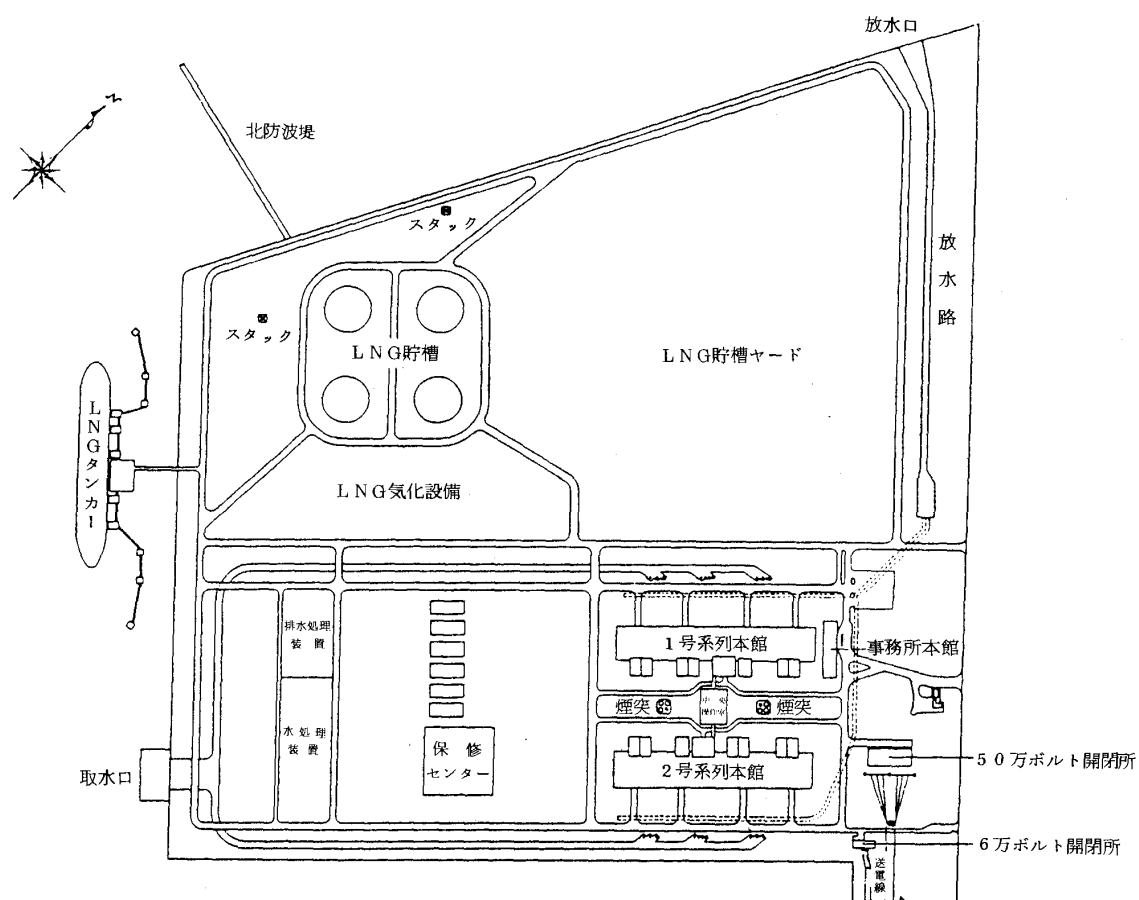 放水口
N
北防波堤
スタック
放水路
スタック
LNG貯槽
LNG貯槽ヤード
LNGタンカー
LNG気化設備
排水処理
装置
1号系列本館
事務所本館
煙突
中央
操作室
煙突
水処理
装置
保修
センター
2号系列本館
50万ボルト開閉所
取水口
6万ボルト開閉所
送電線